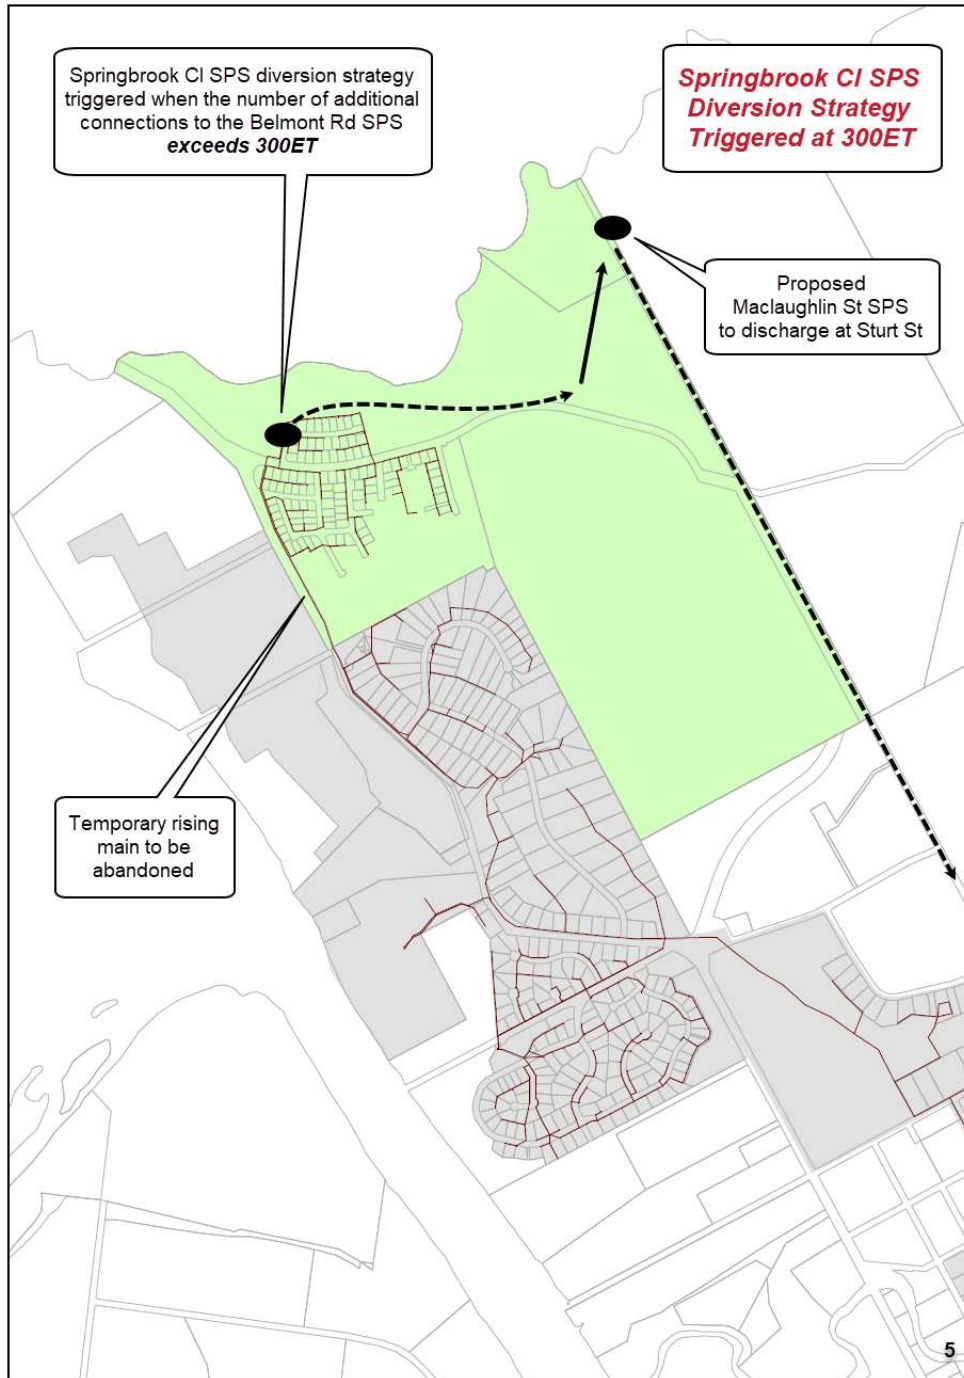 Springbrook Cl SPS diversion strategy
triggered when the number of additional
connections to the Belmont Rd SPS
exceeds 300ET
Springbrook Cl SPS
Diversion Strategy
Triggered at 300ET
Proposed
Maclaughlin St SPS
to discharge at Sturt St
Temporary rising
main to be
abandoned
5